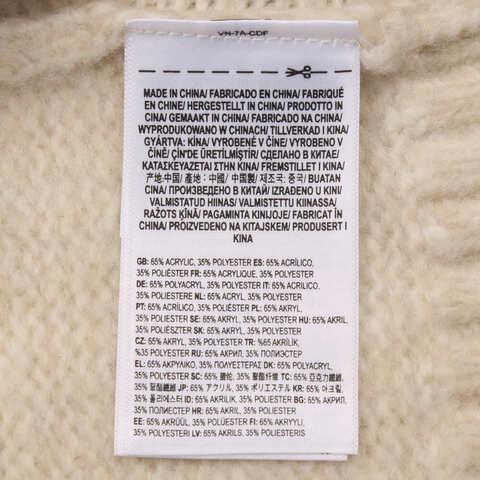 VN-7A-CDF
MADE IN CHINA/ FABRICADO EN CHINA/ FABRIQUÉ
EN CHINE/ HERGESTELLT IN CHINA/ PRODOTTO IN
CINA/ GEMAAKT IN CHINA/ FABRICADO NA CHINA/
WYPRODUKOWANO W CHINACH/ TILLVERKAD I KINA/
GYÁRTVA: KÍNA/ VYROBENÉ V ČÍNE/ VYROBENO V
ČÍNĚ/ ÇİN'DE ÜRETİLMİŞTİR/ СДЕЛАНО В КИТАЕ/
ΚΑΤΑΣΚΕΥΑΖΕΤΑΙ ΣΤΗΝ ΚΙΝΑ/ FREMSTILLET I KINA/
产地:中国/ 產地：中國/ 中国製/ 제조국: 중국/ BUATAN
CINA/ ПРОИЗВЕДЕНО В КИТАЙ/ IZRAĐENO U KINI/
VALMISTATUD HIINAS/ VALMISTETTU KIINASSA/
RAŽOTS ĶĪNĀ/ PAGAMINTA KINIJOJE/ FABRICAT ÎN
CHINA/ PROIZVEDENO NA KITAJSKEM/ PRODUSERT I
KINA
GB: 65% ACRYLIC, 35% POLYESTER ES: 65% ACRÍLICO,
35% POLIÉSTER FR: 65% ACRYLIQUE, 35% POLYESTER
DE: 65% POLYACRYL, 35% POLYESTER IT: 65% ACRILICO,
35% POLIESTERE NL: 65% ACRYL, 35% POLYESTER
PT: 65% ACRÍLICO, 35% POLIÉSTER PL: 65% AKRYL,
35% POLIESTER SE: 65% AKRYL, 35% POLYESTER HU: 65% AKRIL,
35% POLIÉSZTER SK: 65% AKRYL, 35% POLYESTER
CZ: 65% AKRYL, 35% POLYESTER TR: %65 AKRİLİK,
%35 POLYESTER RU: 65% АКРИЛ, 35% ПОЛИЭСТЕР
EL: 65% ΑΚΡΥΛΙΚΟ, 35% ΠΟΛΥΕΣΤΕΡΑΣ DK: 65% POLYACRYL,
35% POLYESTER SC: 65% 腈纶, 35% 聚酯纤维 TC: 65% 亞克力纖維,
35% 聚酯纖維 JP: 65% アクリル, 35% ポリエステル KR: 65% 아크릴,
35% 폴리에스터 ID: 65% AKRILIK, 35% POLIESTER BG: 65% АКРИЛ,
35% ПОЛИЕСТЕР HR: 65% AKRIL, 35% POLIESTER
EE: 65% AKRÜÜL, 35% POLÜESTER FI: 65% AKRYYLI,
35% POLYESTERI LV: 65% AKRILS, 35% POLIESTERIS